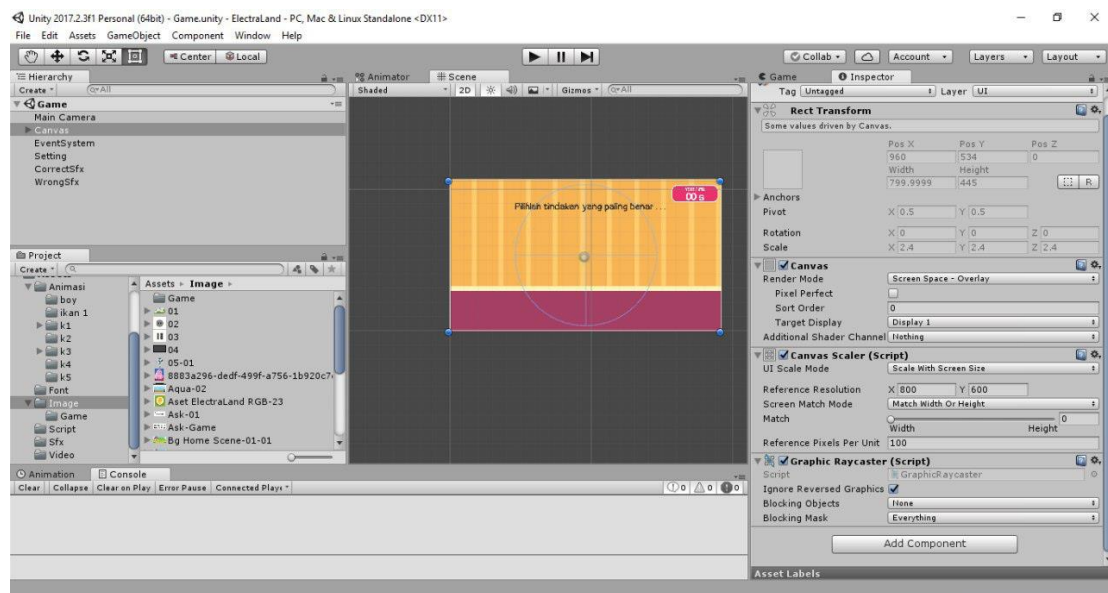 Unity 2017.2.3f1 Personal (64bit) - Game.unity - ElectraLand - PC, Mac & Linux Standalone <DX11>
File Edit Assets GameObject Component Window Help
Center Local Collab Account Layers Layout
Hierarchy
Create All
Game
Main Camera
Canvas
EventSystem
Setting
CorrectSfx
WrongSfx
Project
Create
Animasi
boy
ikan 1
k1
k2
k3
k4
k5
Font
Image
Game
Script
Sfx
Video
Assets Image
Game
01
02
03
04
05-01
8883a296-dedf-499f-a756-1b920c7
Aqua-02
Aset ElectraLand RGB-23
Ask-01
Ask-Game
Bg Home Scene-01-01
Animator Scene
Shaded 2D Gizmos All
00 s
Pilihlah tindakan yang paling benar . . .
Animation Console
Clear Collapse Clear on Play Error Pause Connected Playe
0 0 0
Game Inspector
Tag Untagged Layer UI
Rect Transform
Some values driven by Canvas.
Pos X Pos Y Pos Z
960 534 0
Width Height
799.9999 445
R
Anchors
Pivot X 0.5 Y 0.5
Rotation X 0 Y 0 Z 0
Scale X 2.4 Y 2.4 Z 2.4
Canvas
Render Mode Screen Space - Overlay
Pixel Perfect
Sort Order 0
Target Display Display 1
Additional Shader Channel Nothing
Canvas Scaler (Script)
UI Scale Mode Scale With Screen Size
Reference Resolution X 800 Y 600
Screen Match Mode Match Width Or Height
Match 0
Width Height
Reference Pixels Per Unit 100
Graphic Raycaster (Script)
Script GraphicRaycaster
Ignore Reversed Graphics
Blocking Objects None
Blocking Mask Everything
Add Component
Asset Labels